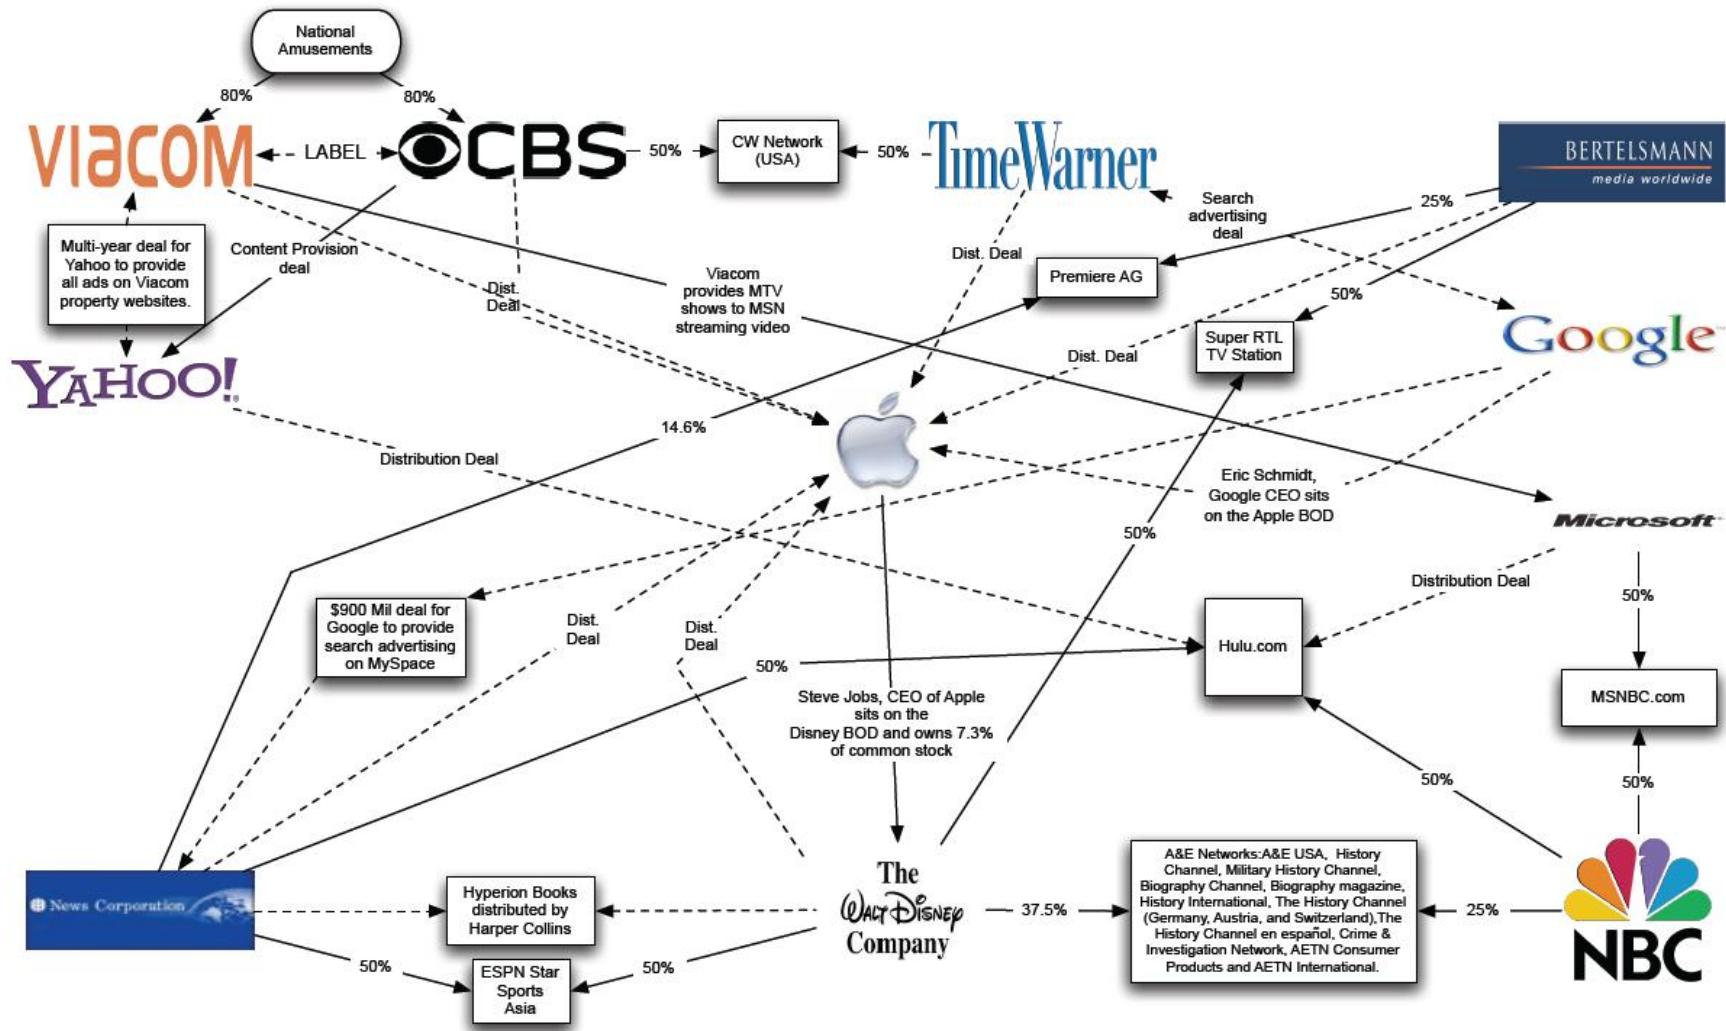 National
Amusements
80%
80%
VIACOM
LABEL
CBS
50%
CW Network
(USA)
50%
TimeWarner
BERTELSMANN
media worldwide
Search
advertising
deal
25%
Multi-year deal for
Yahoo to provide
all ads on Viacom
property websites.
Content Provision
deal
Dist.
Deal
Viacom
provides MTV
shows to MSN
streaming video
Dist. Deal
Premiere AG
50%
Super RTL
TV Station
Google
YAHOO!
Dist. Deal
14.6%
Distribution Deal
Eric Schmidt,
Google CEO sits
on the Apple BOD
Microsoft
50%
Distribution Deal
50%
$900 Mil deal for
Google to provide
search advertising
on MySpace
Dist.
Deal
Dist.
Deal
50%
Hulu.com
MSNBC.com
Steve Jobs, CEO of Apple
sits on the
Disney BOD and owns 7.3%
of common stock
50%
50%
News Corporation
Hyperion Books
distributed by
Harper Collins
The
WALT DISNEY
Company
37.5%
A&E Networks:A&E USA, History
Channel, Military History Channel,
Biography Channel, Biography magazine,
History International, The History Channel
(Germany, Austria, and Switzerland),The
History Channel en español, Crime &
Investigation Network, AETN Consumer
Products and AETN International.
25%
NBC
50%
ESPN Star
Sports
Asia
50%